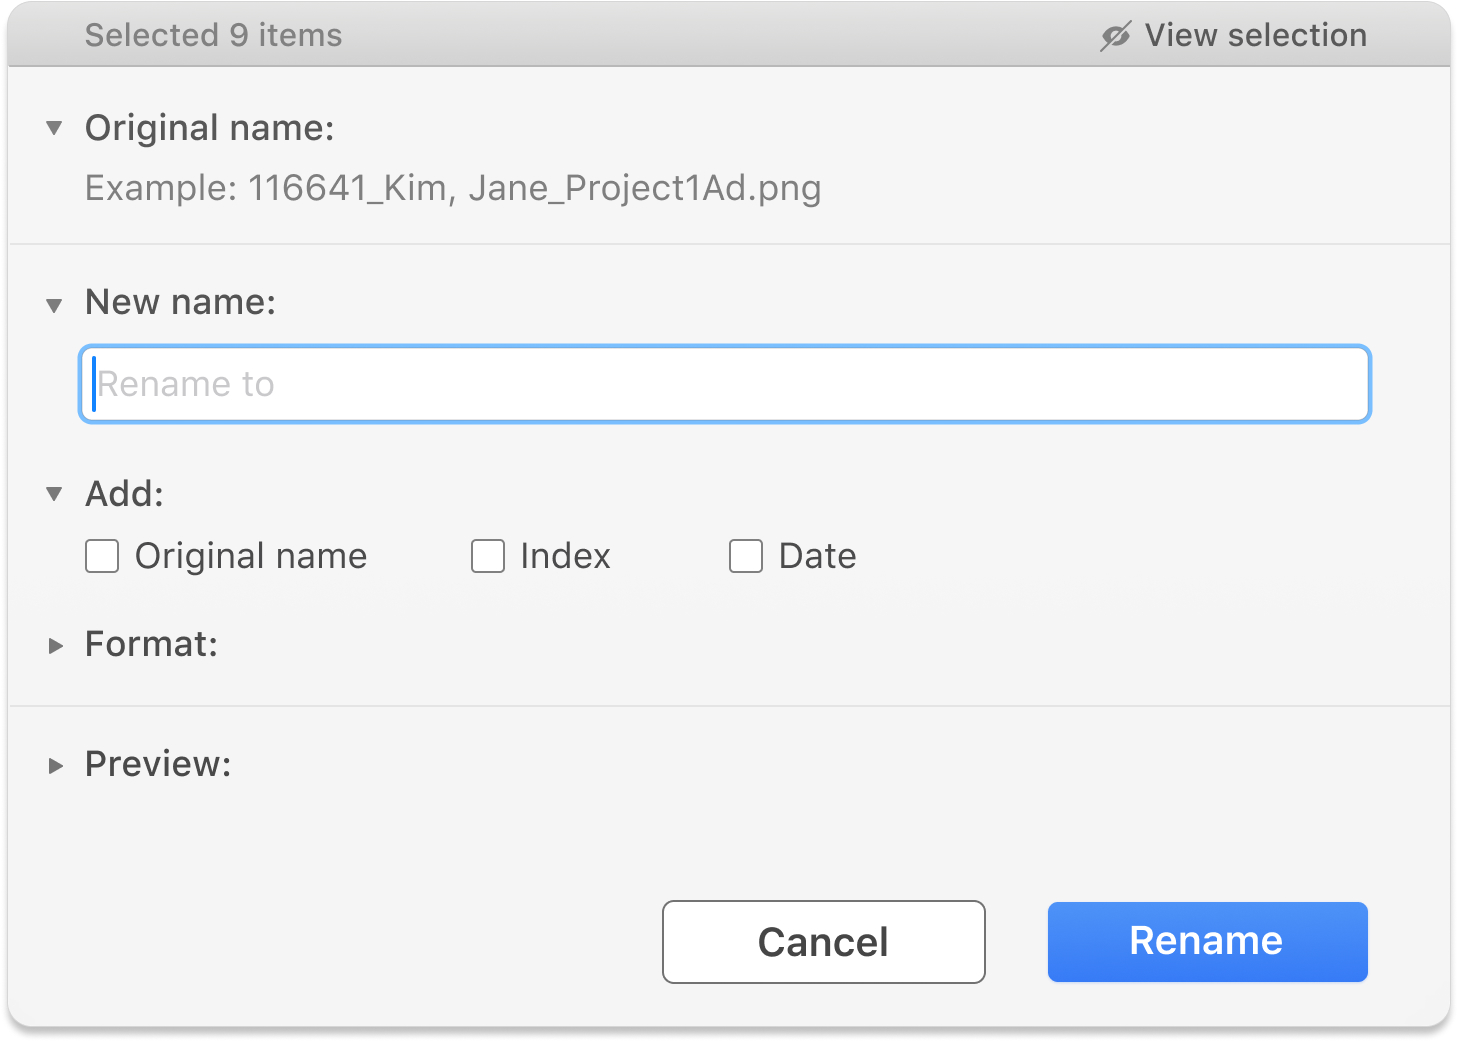 Selected 9 items
View selection
Original name:
Example: 116641_Kim, Jane_Project1Ad.png
New name:
Rename to
Add:
Original name
Index
Date
Format:
Preview:
Cancel
Rename